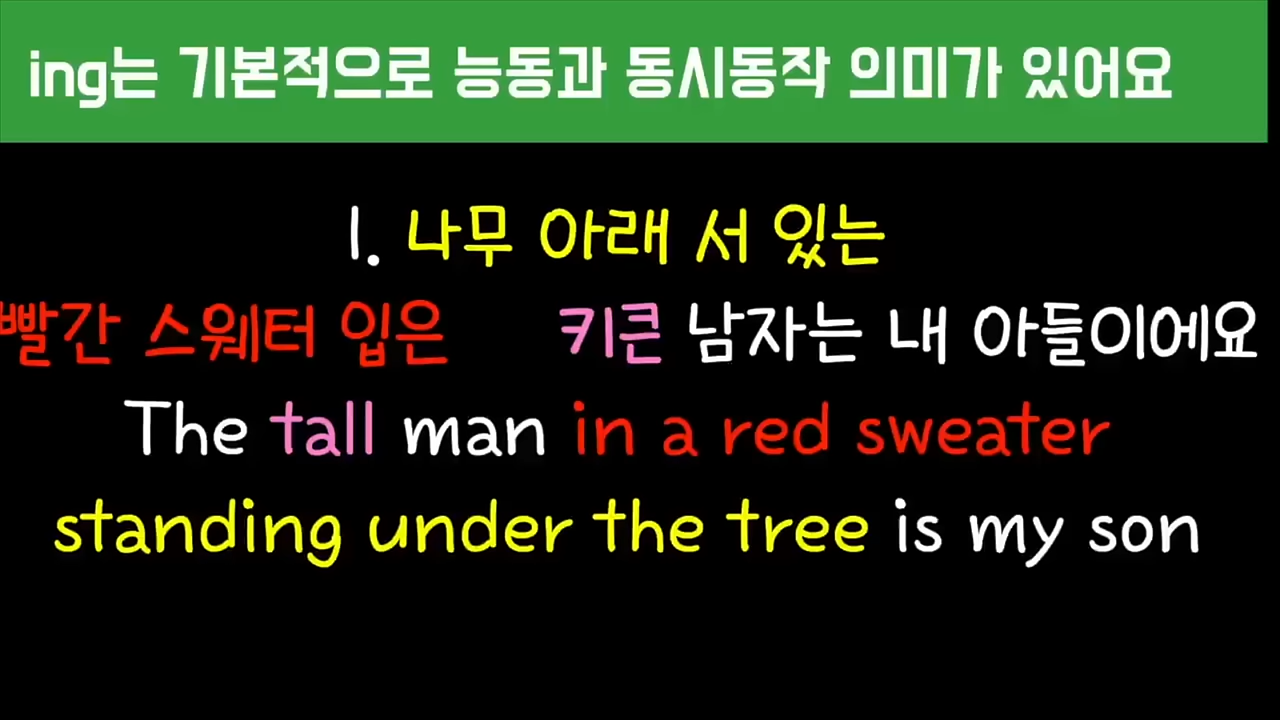 ing는 기본적으로 능동과 동시동작 의미가 있어요
1. 나무 아래 서 있는
빨간 스웨터 입은 키큰 남자는 내 아들이에요
The tall man in a red sweater
standing under the tree is my son